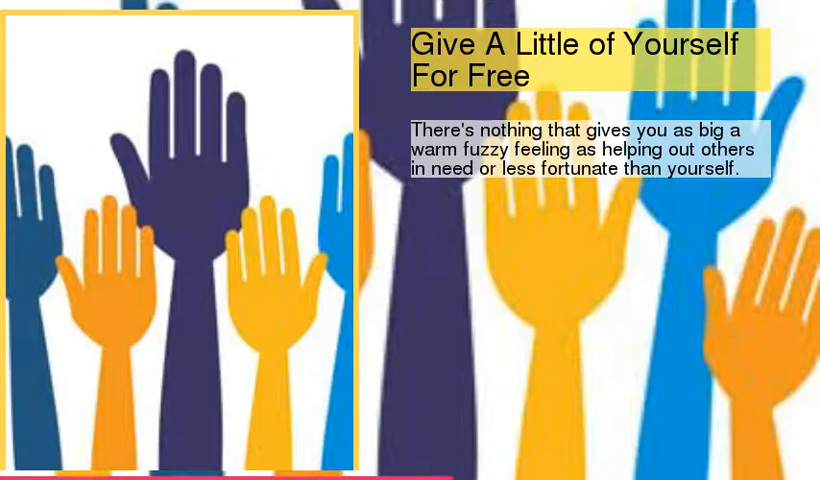 Give A Little of Yourself
For Free
There's nothing that gives you as big a
warm fuzzy feeling as helping out others
in need or less fortunate than yourself.